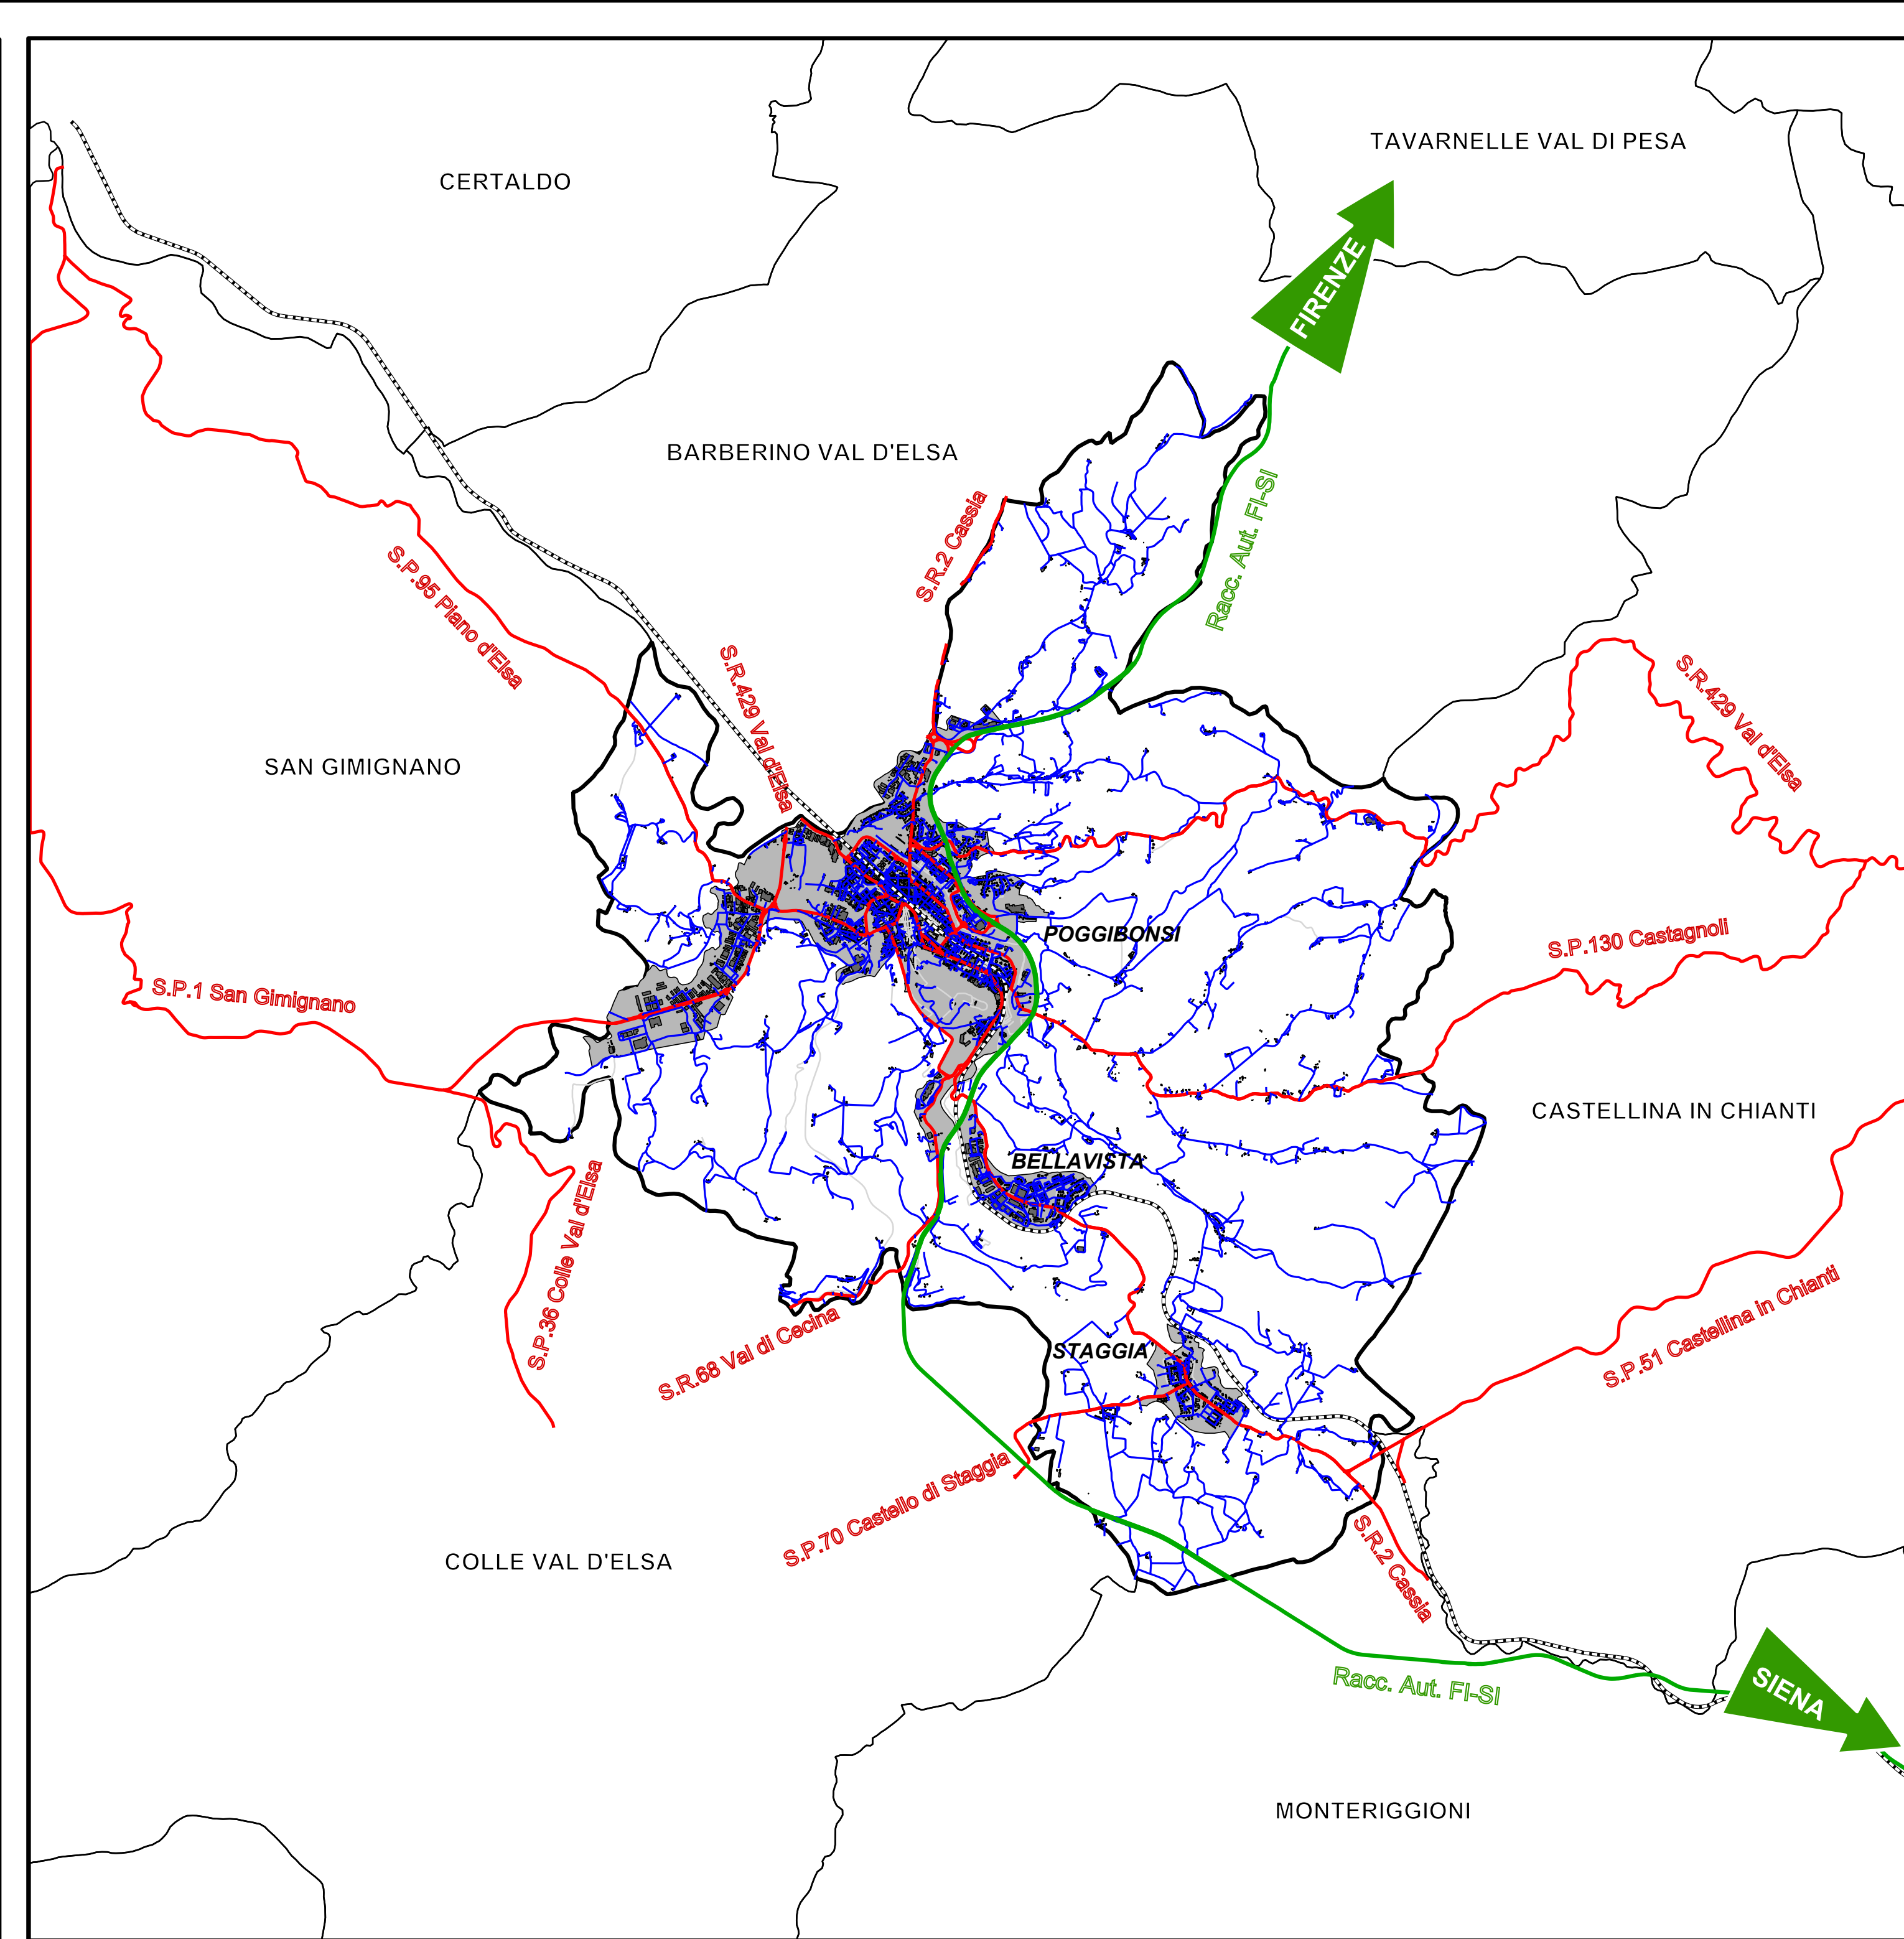 TAVARNELLE VAL DI PESA
CERTALDO
FIRENZE
BARBERINO VAL D'ELSA
S.R.2 Cassia
Racc. Aut. FI-SI
S.P.95 Piano d'Elsa
S.R.429 Val d'Elsa
S.R.429 Val d'Elsa
SAN GIMIGNANO
POGGIBONSI
S.P.130 Castagnoli
S.P.1 San Gimignano
CASTELLINA IN CHIANTI
BELLAVISTA
S.P.36 Colle Val d'Elsa
S.R.68 Val di Cecina
STAGGIA
S.P.51 Castellina in Chianti
S.P.70 Castello di Staggia
COLLE VAL D'ELSA
S.R.2 Cassia
Racc. Aut. FI-SI
SIENA
MONTERIGGIONI